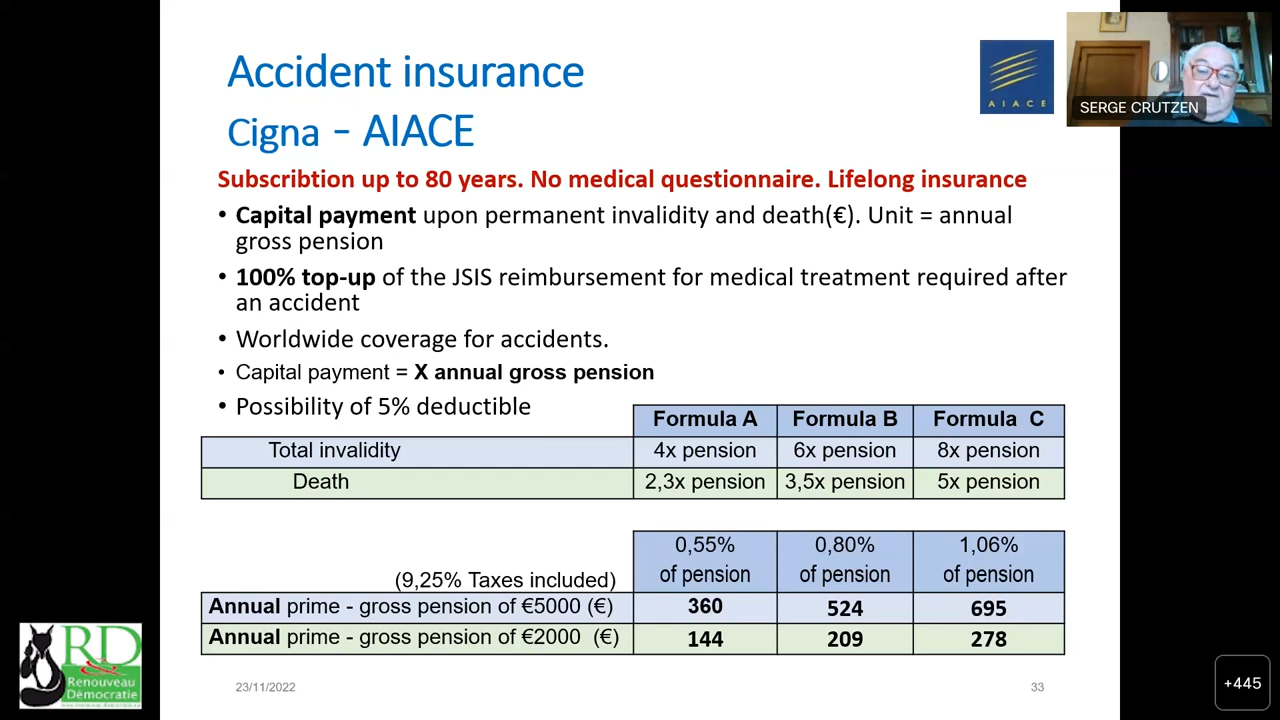 Accident insurance
Cigna - AIACE
AIACE
SERGE CRUTZEN
Subscribtion up to 80 years. No medical questionnaire. Lifelong insurance
• Capital payment upon permanent invalidity and death(€). Unit = annual
gross pension
• 100% top-up of the JSIS reimbursement for medical treatment required after
an accident
• Worldwide coverage for accidents.
• Capital payment = X annual gross pension
• Possibility of 5% deductible
Formula A Formula B Formula C
Total invalidity 4x pension 6x pension 8x pension
Death 2,3x pension 3,5x pension 5x pension
0,55% 0,80% 1,06%
(9,25% Taxes included) of pension of pension of pension
Annual prime - gross pension of €5000 (€) 360 524 695
Annual prime - gross pension of €2000 (€) 144 209 278
RD
Renouveau
Démocratie
23/11/2022
33
+445